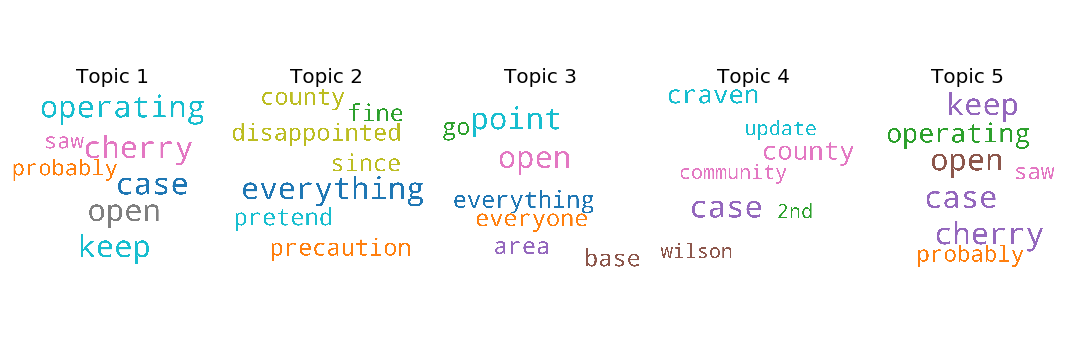 Topic 1
operating
saw cherry
probably
case
open
keep
Topic 2
county
fine
disappointed
since
everything
pretend
precaution
Topic 3
go point
open
everything
everyone
area
base
Topic 4
craven
update
county
community
case 2nd
wilson
Topic 5
keep
operating
open
saw
case
cherry
probably